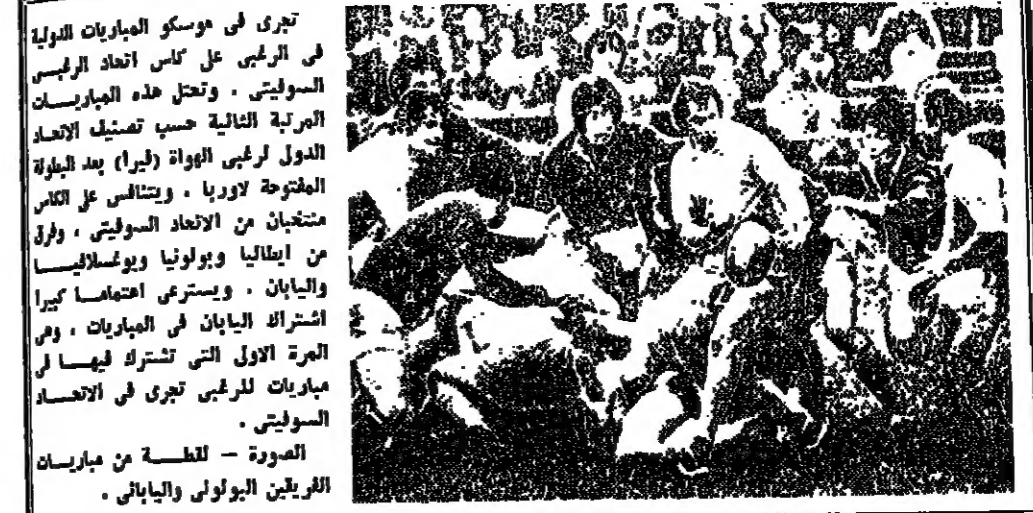 تجرى فى موسكو المباريات الدولية
فى الرغبى على كاس اتحاد الرغبى
السوفيتى . وتحتل هذه المباريات
المرتبة الثانية حسب تصنيف الاتحاد
الدولى لرغبى الهواة (فيرا) بعد البطولة
المفتوحة لاوربا . ويتنافس على الكاس
منتخبان من الاتحاد السوفيتى ، وفرق
من ايطاليا وبولونيا ويوغسلافيا
واليابان . ويسترعى اهتماما كبيرا
اشتراك اليابان فى المباريات ، وهى
المرة الاولى التى تشترك فيها فى
مباريات للرغبى تجرى فى الاتحاد
السوفيتى .
الصورة — لقطة من مباريات
الفريقين البولونى واليابانى .